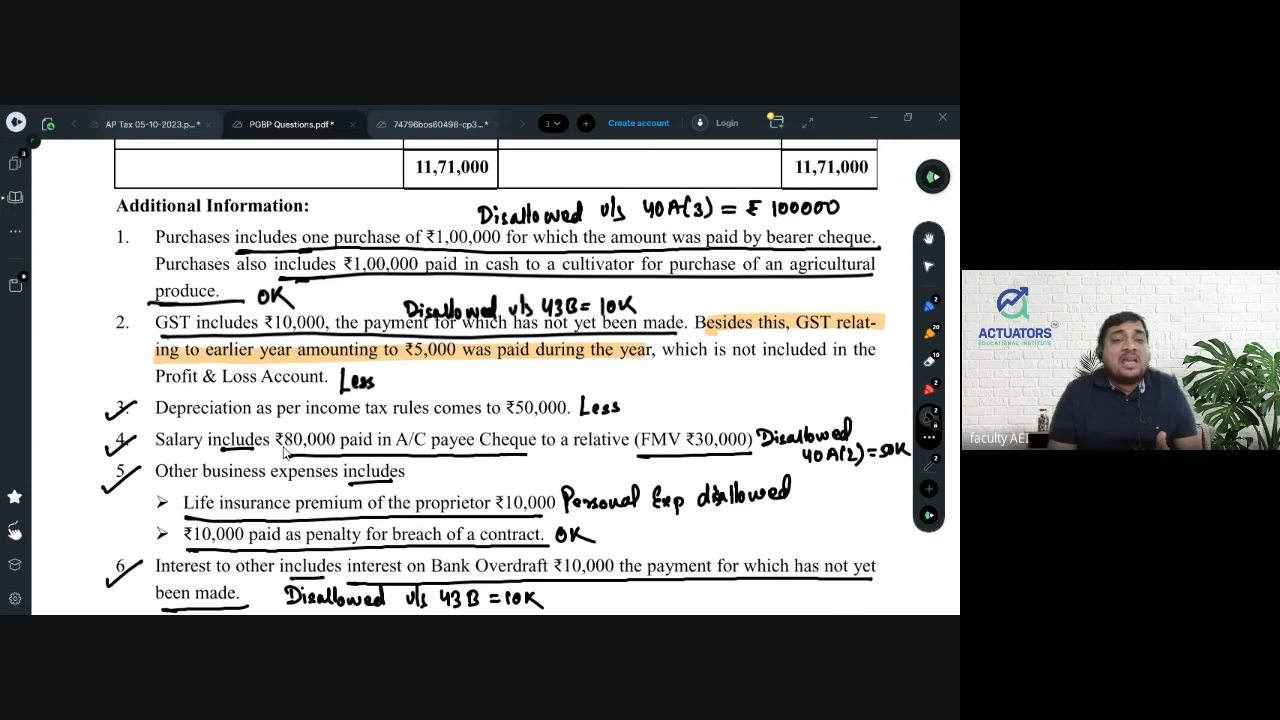 AP Tax 05-10-2023.p...*
PGBP Questions.pdf*
74796bos60498-cp3...*
3
Create account
Login
11,71,000
11,71,000
Additional Information:
Disallowed u/s 40A(3) = ₹ 100000
1. Purchases includes one purchase of ₹1,00,000 for which the amount was paid by bearer cheque.
Purchases also includes ₹1,00,000 paid in cash to a cultivator for purchase of an agricultural
produce. OK
Disallowed u/s 43B = 10K
2. GST includes ₹10,000, the payment for which has not yet been made. Besides this, GST relat-
ing to earlier year amounting to ₹5,000 was paid during the year, which is not included in the
Profit & Loss Account. Less
3. Depreciation as per income tax rules comes to ₹50,000. Less
4. Salary includes ₹80,000 paid in A/C payee Cheque to a relative (FMV ₹30,000) Disallowed
40A(2) = 50K
5. Other business expenses includes
➢ Life insurance premium of the proprietor ₹10,000 Personal Exp disallowed
➢ ₹10,000 paid as penalty for breach of a contract. OK
6. Interest to other includes interest on Bank Overdraft ₹10,000 the payment for which has not yet
been made. Disallowed u/s 43B = 10K
ACTUATORS
EDUCATIONAL INSTITUTE
faculty AEI